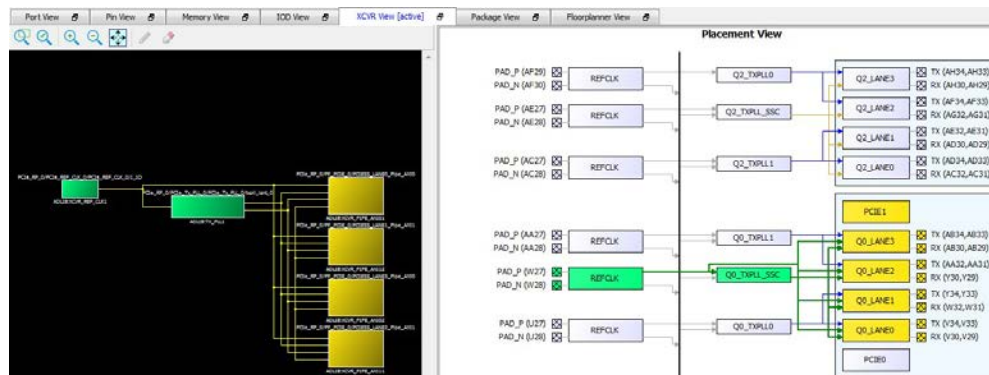 Port View
Pin View
Memory View
IOD View
XCVR View [active]
Package View
Floorplanner View
Placement View
PAD_P (AF29)
PAD_N (AF30)
REFCLK
Q2_TXPLL0
Q2_LANE3
TX (AH34,AH33)
RX (AH30,AH29)
PAD_P (AE27)
PAD_N (AE28)
REFCLK
Q2_TXPLL_SSC
Q2_LANE2
TX (AF34,AF33)
RX (AG32,AG31)
Q2_LANE1
TX (AE32,AE31)
RX (AD30,AD29)
PAD_P (AC27)
PAD_N (AC28)
REFCLK
Q2_TXPLL1
Q2_LANE0
TX (AD34,AD33)
RX (AC32,AC31)
PCIE1
PAD_P (AA27)
PAD_N (AA28)
REFCLK
Q0_TXPLL1
Q0_LANE3
TX (AB34,AB33)
RX (AB30,AB29)
PAD_P (W27)
PAD_N (W28)
REFCLK
Q0_TXPLL_SSC
Q0_LANE2
TX (AA32,AA31)
RX (Y30,Y29)
Q0_LANE1
TX (Y34,Y33)
RX (W32,W31)
PAD_P (U27)
PAD_N (U28)
REFCLK
Q0_TXPLL0
Q0_LANE0
TX (V34,V33)
RX (V30,V29)
PCIE0